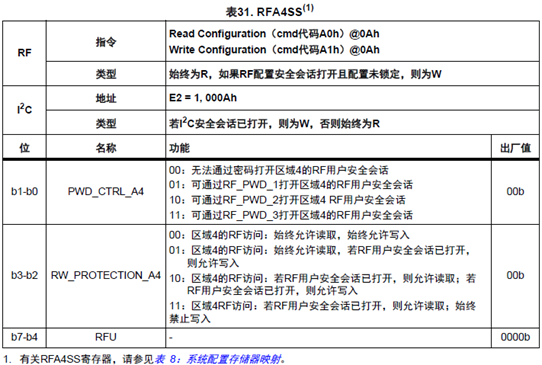 表31. RFA4SS(1)
RF
指令
Read Configuration（cmd代码A0h）@0Ah
Write Configuration（cmd代码A1h）@0Ah
类型
始终为R，如果RF配置安全会话打开且配置未锁定，则为W
I2C
地址
E2 = 1, 000Ah
类型
若I2C安全会话已打开，则为W，否则始终为R
位 名称 功能 出厂值
b1-b0
PWD_CTRL_A4
00：无法通过密码打开区域4的RF用户安全会话
01：可通过RF_PWD_1打开区域4的RF用户安全会话
10：可通过RF_PWD_2打开区域4 RF用户安全会话
11：可通过RF_PWD_3打开区域4的RF用户安全会话
00b
b3-b2
RW_PROTECTION_A4
00：区域4的RF访问：始终允许读取，始终允许写入
01：区域4的RF访问：始终允许读取，若RF用户安全会话已打开，
则允许写入
10：区域4的RF访问：若RF用户安全会话已打开，则允许读取；若
RF用户安全会话已打开，则允许写入
11：区域4RF访问：若RF用户安全会话已打开，则允许读取；始终
禁止写入
00b
b7-b4 RFU - 0000b
1. 有关RFA4SS寄存器，请参见表 8：系统配置存储器映射。